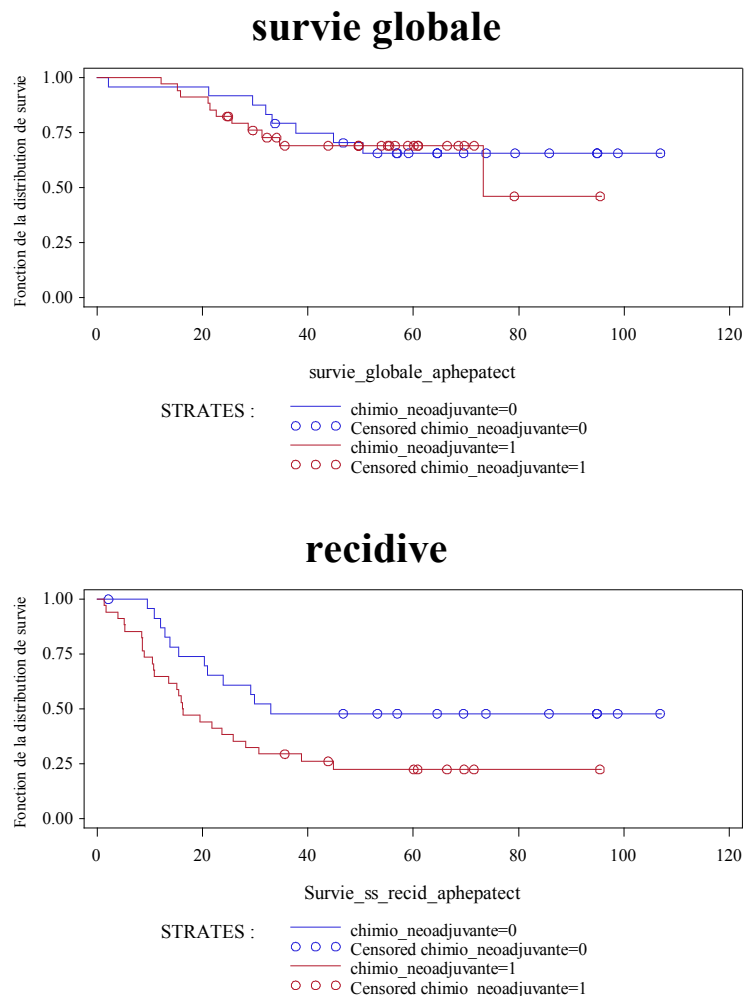 survie globale
Fonction de la distribution de survie
1.00
0.75
0.50
0.25
0.00
0 20 40 60 80 100 120
survie_globale_aphepatect
STRATES : chimio_neoadjuvante=0
Censored chimio_neoadjuvante=0
chimio_neoadjuvante=1
Censored chimio_neoadjuvante=1
recidive
Fonction de la distribution de survie
1.00
0.75
0.50
0.25
0.00
0 20 40 60 80 100 120
Survie_ss_recid_aphepatect
STRATES : chimio_neoadjuvante=0
Censored chimio_neoadjuvante=0
chimio_neoadjuvante=1
Censored chimio_neoadjuvante=1